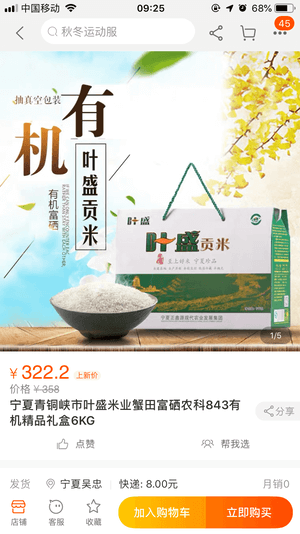 中国移动
09:25
68%
秋冬运动服
45
抽真空包装
有机
叶盛贡米
有机富硒
叶盛
叶盛贡米
1/5
¥322.2 上新价
价格 ¥358
宁夏青铜峡市叶盛米业蟹田富硒农科843有
机精品礼盒6KG
分享
点赞
帮我选
发货
宁夏吴忠
快递: 8.00元
月销0
店铺
客服
收藏
加入购物车
立即购买